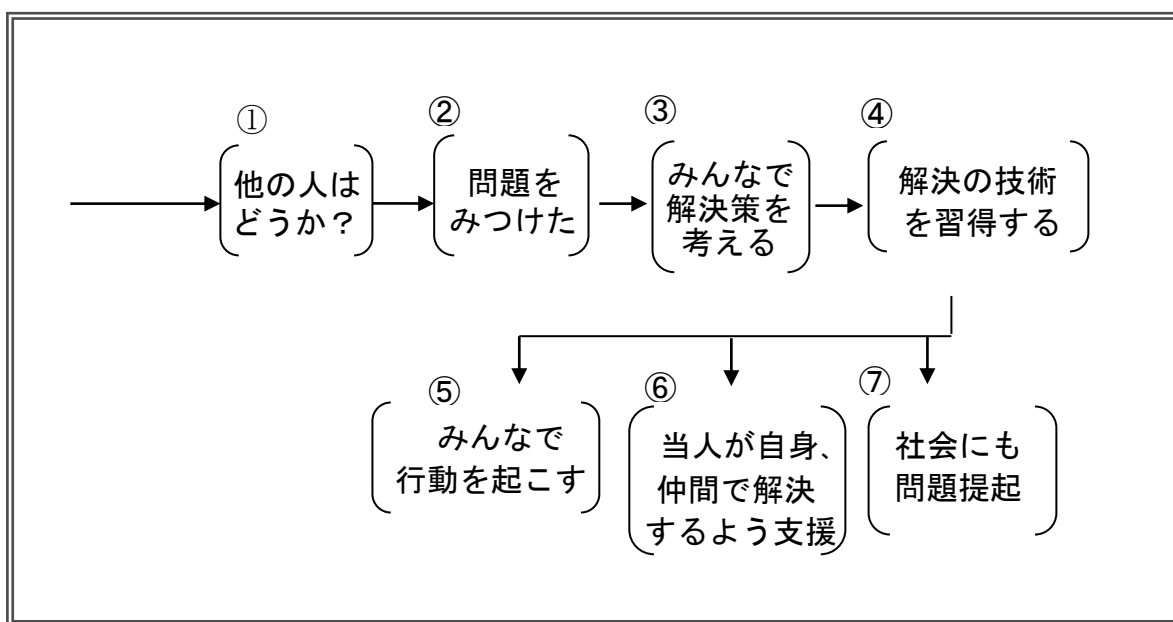 ①
他の人は
どうか？
②
問題を
みつけた
③
みんなで
解決策を
考える
④
解決の技術
を習得する
⑤
みんなで
行動を起こす
⑥
当人が自身、
仲間で解決
するよう支援
⑦
社会にも
問題提起